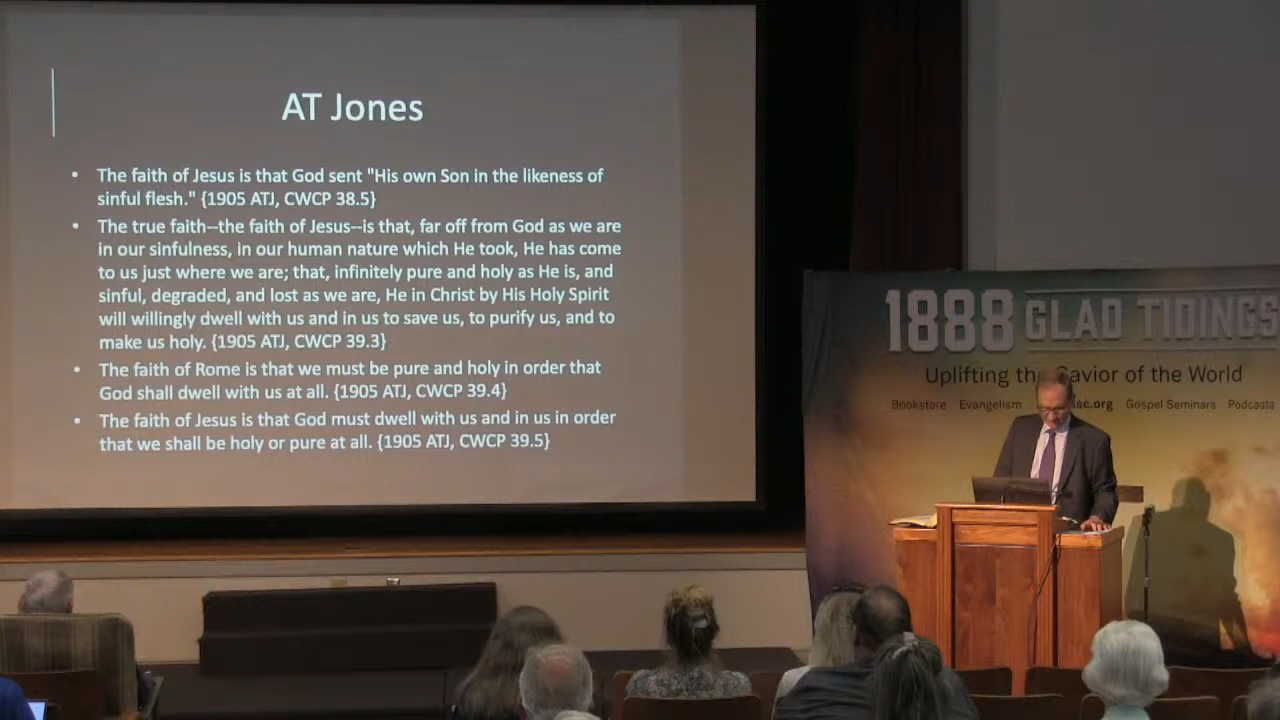 AT Jones
• The faith of Jesus is that God sent "His own Son in the likeness of
sinful flesh." {1905 ATJ, CWCP 38.5}
• The true faith--the faith of Jesus--is that, far off from God as we are
in our sinfulness, in our human nature which He took, He has come
to us just where we are; that, infinitely pure and holy as He is, and
sinful, degraded, and lost as we are, He in Christ by His Holy Spirit
will willingly dwell with us and in us to save us, to purify us, and to
make us holy. {1905 ATJ, CWCP 39.3}
• The faith of Rome is that we must be pure and holy in order that
God shall dwell with us at all. {1905 ATJ, CWCP 39.4}
• The faith of Jesus is that God must dwell with us and in us in order
that we shall be holy or pure at all. {1905 ATJ, CWCP 39.5}
1888 GLAD TIDINGS
Uplifting the Savior of the World
Bookstore Evangelism sc.org Gospel Seminars Podcasts